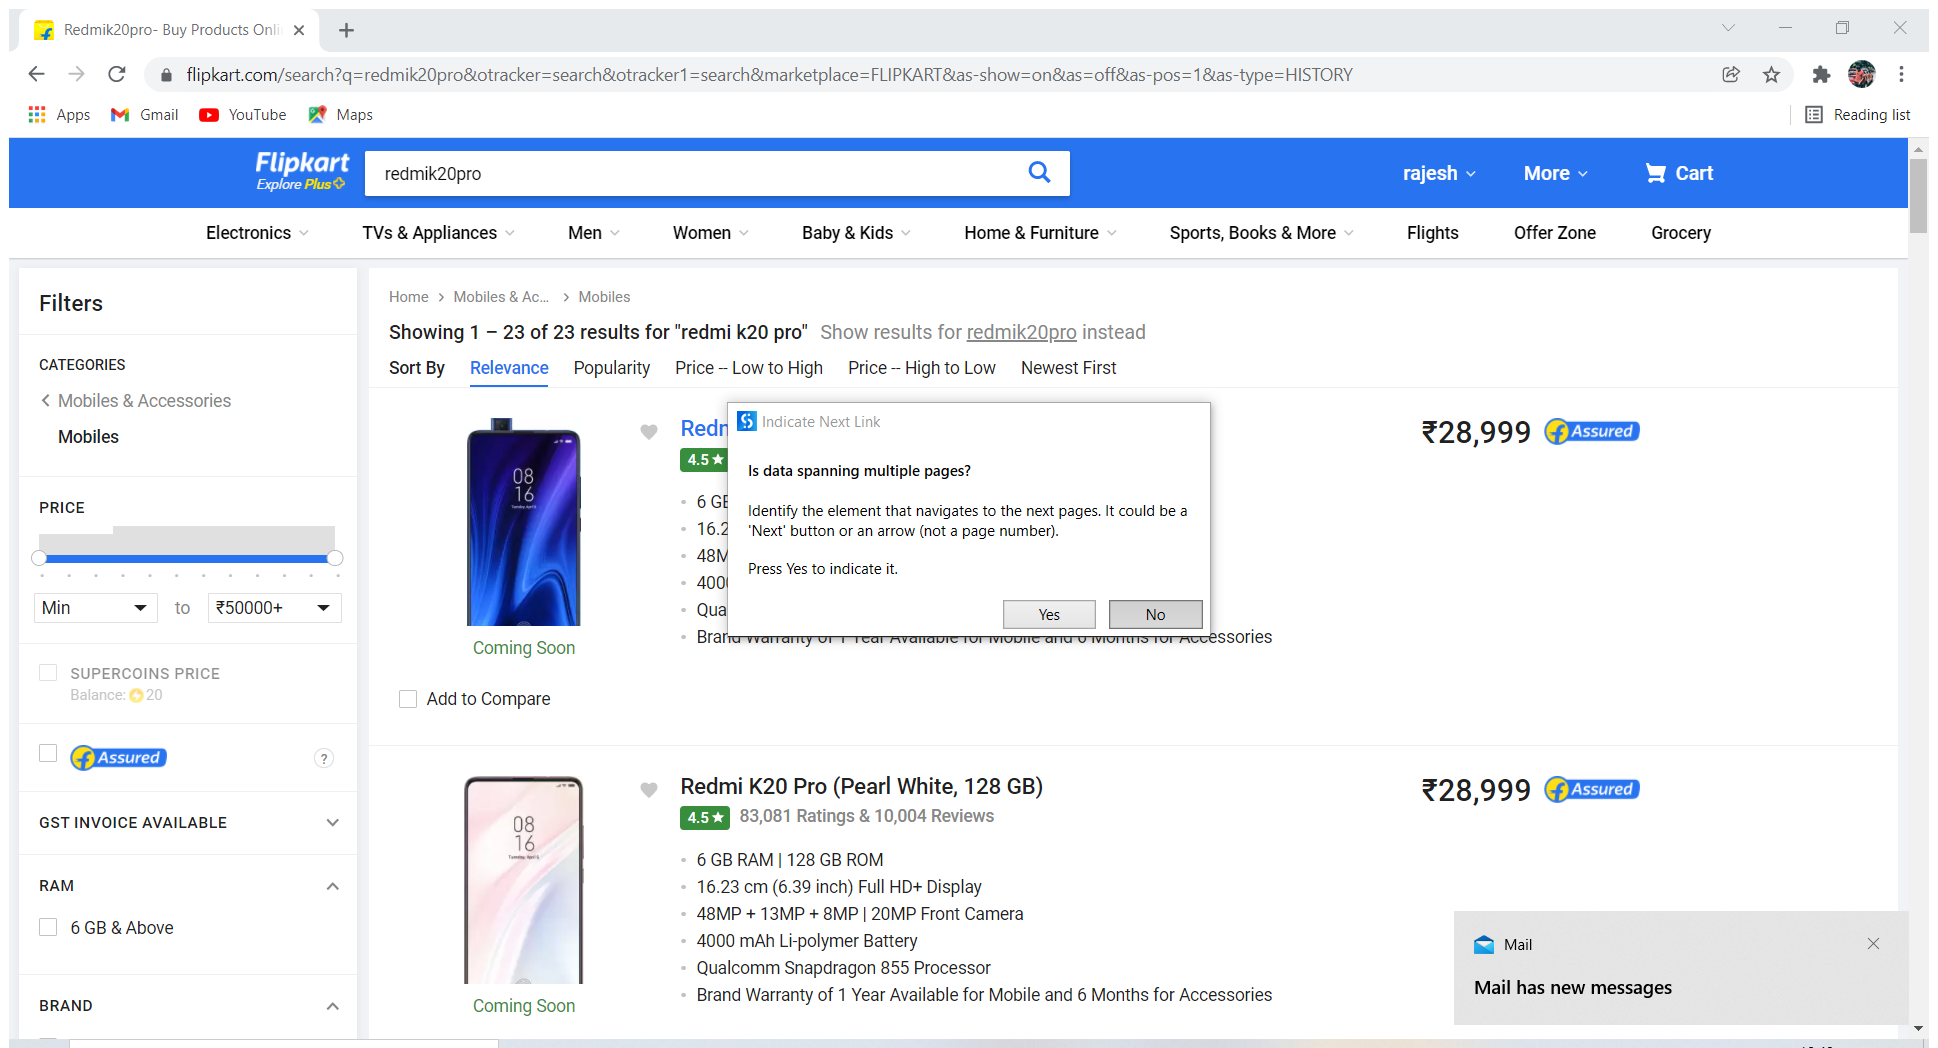 Redmik20pro- Buy Products Onli
flipkart.com/search?q=redmik20pro&otracker=search&otracker1=search&marketplace=FLIPKART&as-show=on&as=off&as-pos=1&as-type=HISTORY
Apps Gmail YouTube Maps Reading list
Flipkart
Explore Plus
redmik20pro
rajesh More Cart
Electronics TVs & Appliances Men Women Baby & Kids Home & Furniture Sports, Books & More Flights Offer Zone Grocery
Filters
CATEGORIES
Mobiles & Accessories
Mobiles
PRICE
Min to ₹50000+
SUPERCOINS PRICE
Balance: 20
Assured ?
GST INVOICE AVAILABLE
RAM
6 GB & Above
BRAND
Home > Mobiles & Ac... > Mobiles
Showing 1 – 23 of 23 results for "redmi k20 pro" Show results for redmik20pro instead
Sort By Relevance Popularity Price -- Low to High Price -- High to Low Newest First
08
16
Coming Soon
Add to Compare
Redm
4.5★
6 GB
16.2
48M
4000
Qua
Brand Warranty of 1 Year Available for Mobile and 6 Months for Accessories
₹28,999 Assured
Indicate Next Link
Is data spanning multiple pages?
Identify the element that navigates to the next pages. It could be a
'Next' button or an arrow (not a page number).
Press Yes to indicate it.
Yes No
08
16
Coming Soon
Redmi K20 Pro (Pearl White, 128 GB)
4.5★ 83,081 Ratings & 10,004 Reviews
6 GB RAM | 128 GB ROM
16.23 cm (6.39 inch) Full HD+ Display
48MP + 13MP + 8MP | 20MP Front Camera
4000 mAh Li-polymer Battery
Qualcomm Snapdragon 855 Processor
Brand Warranty of 1 Year Available for Mobile and 6 Months for Accessories
₹28,999 Assured
Mail
Mail has new messages